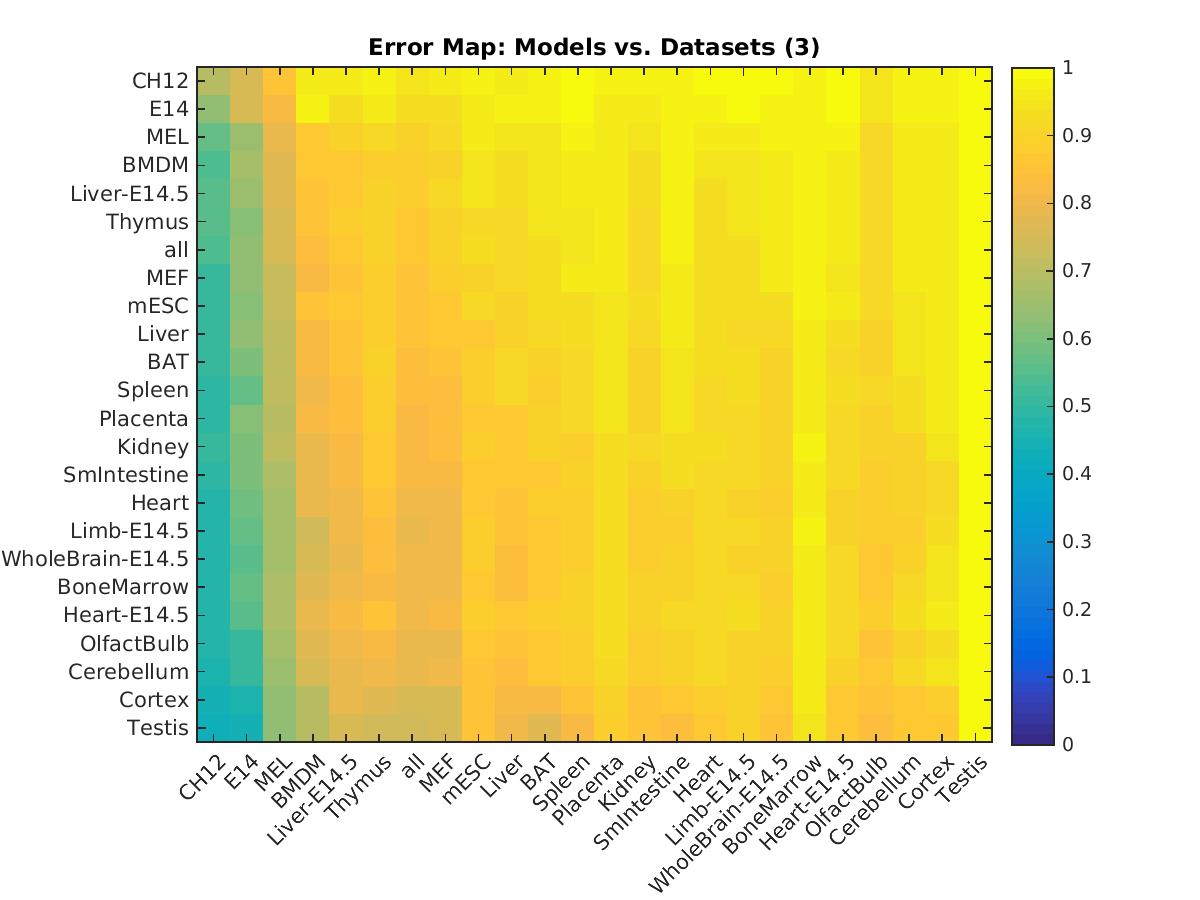 Error Map: Models vs. Datasets (3)
CH12
E14
MEL
BMDM
Liver-E14.5
Thymus
all
MEF
mESC
Liver
BAT
Spleen
Placenta
Kidney
SmIntestine
Heart
Limb-E14.5
WholeBrain-E14.5
BoneMarrow
Heart-E14.5
OlfactBulb
Cerebellum
Cortex
Testis
CH12
E14
MEL
BMDM
Liver-E14.5
Thymus
all
MEF
mESC
Liver
BAT
Spleen
Placenta
Kidney
SmIntestine
Heart
Limb-E14.5
WholeBrain-E14.5
BoneMarrow
Heart-E14.5
OlfactBulb
Cerebellum
Cortex
Testis
1
0.9
0.8
0.7
0.6
0.5
0.4
0.3
0.2
0.1
0